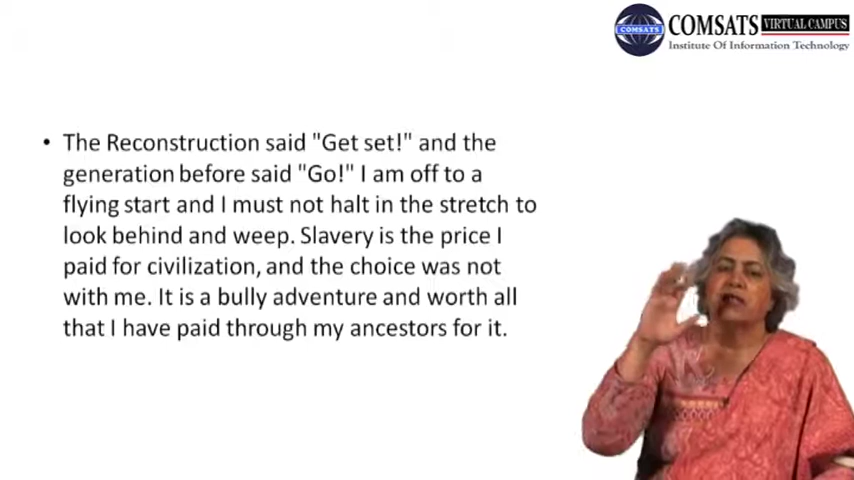 COMSATS VIRTUAL CAMPUS
COMSATS
Institute Of Information Technology
• The Reconstruction said "Get set!" and the
generation before said "Go!" I am off to a
flying start and I must not halt in the stretch to
look behind and weep. Slavery is the price I
paid for civilization, and the choice was not
with me. It is a bully adventure and worth all
that I have paid through my ancestors for it.